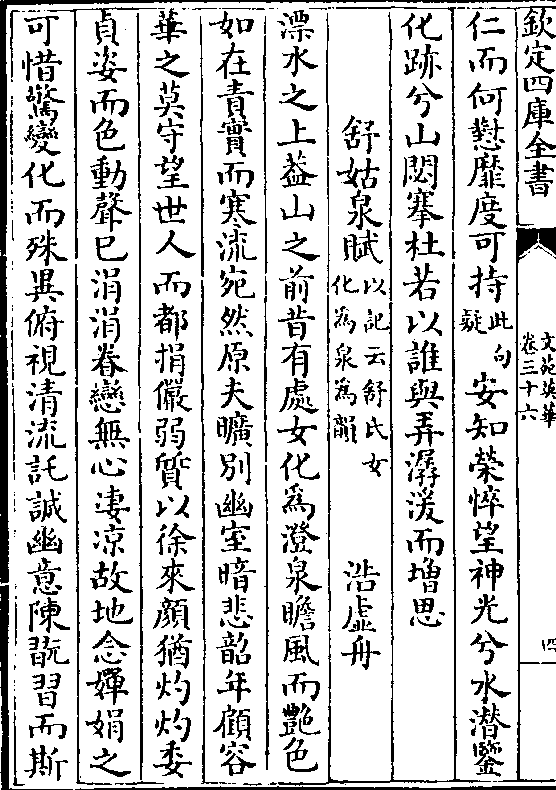 欽定四庫全書
文苑英華
卷三十六
四
仁而何懟靡度可持此句疑安知榮悴望神光兮水潛鑒
化跡兮山閟搴杜若以誰與弄潺湲而增思
舒姑泉賦以記云舒氏女化為泉為韻 浩虛舟
漂水之上葢山之前昔有處女化為澄泉瞻風而豔色
如在責實而寒流宛然原夫曠別幽室暗悲韶年顧容
華之莫守望世人而都捐儼弱質以徐來顏猶灼灼委
貞姿而色動聲已涓涓眷戀無心淒凉故地念嬋娟之
可惜驚變化而殊異俯視清流託誠幽意陳翫習而斯